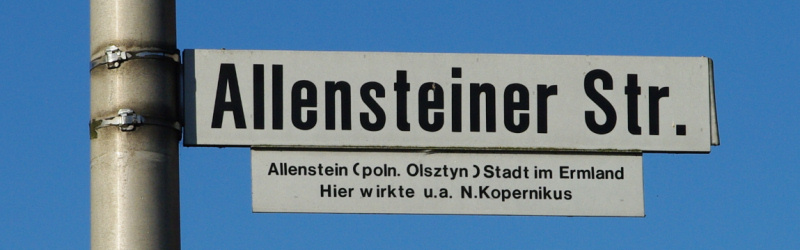 Allensteiner Str.
Allenstein (poln. Olsztyn) Stadt im Ermland
Hier wirkte u.a. N.Kopernikus